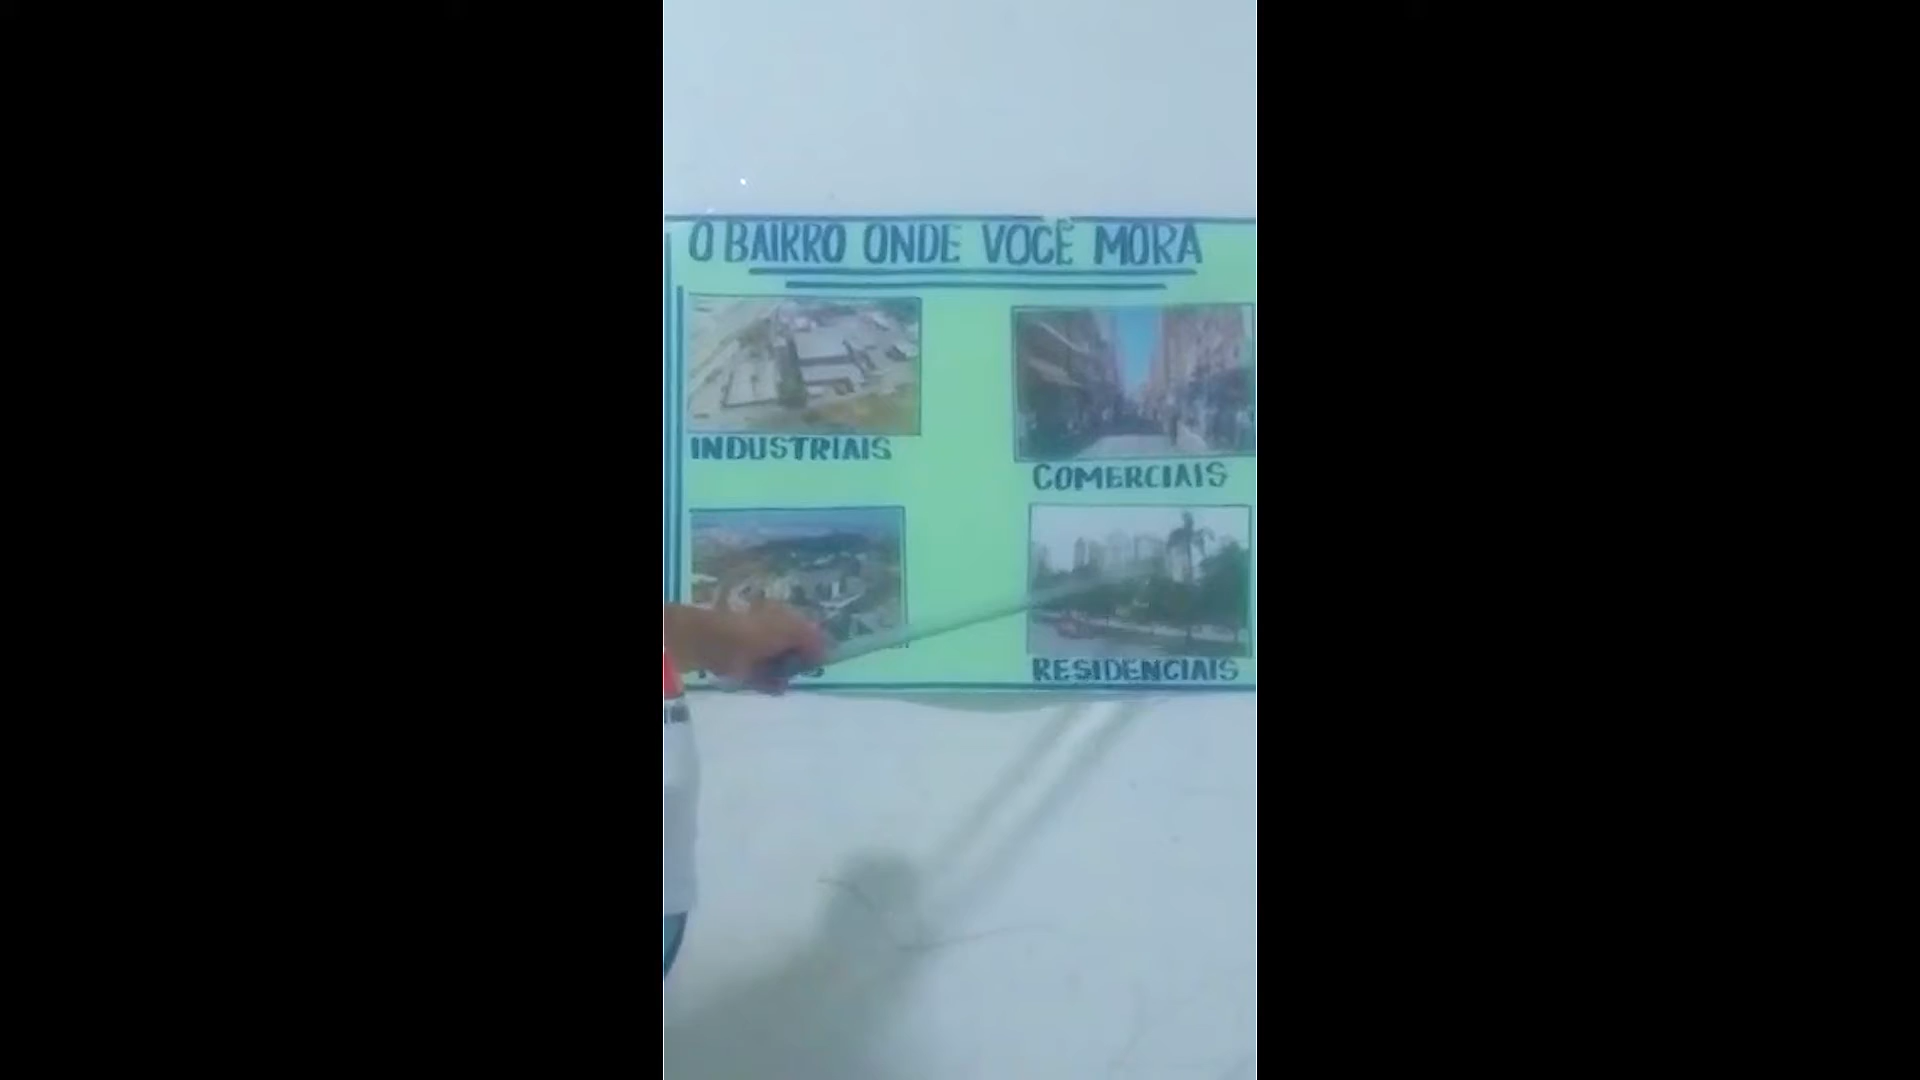 O BAIRRO ONDE VOCÊ MORA
INDUSTRIAIS
COMERCIAIS
RESIDENCIAIS